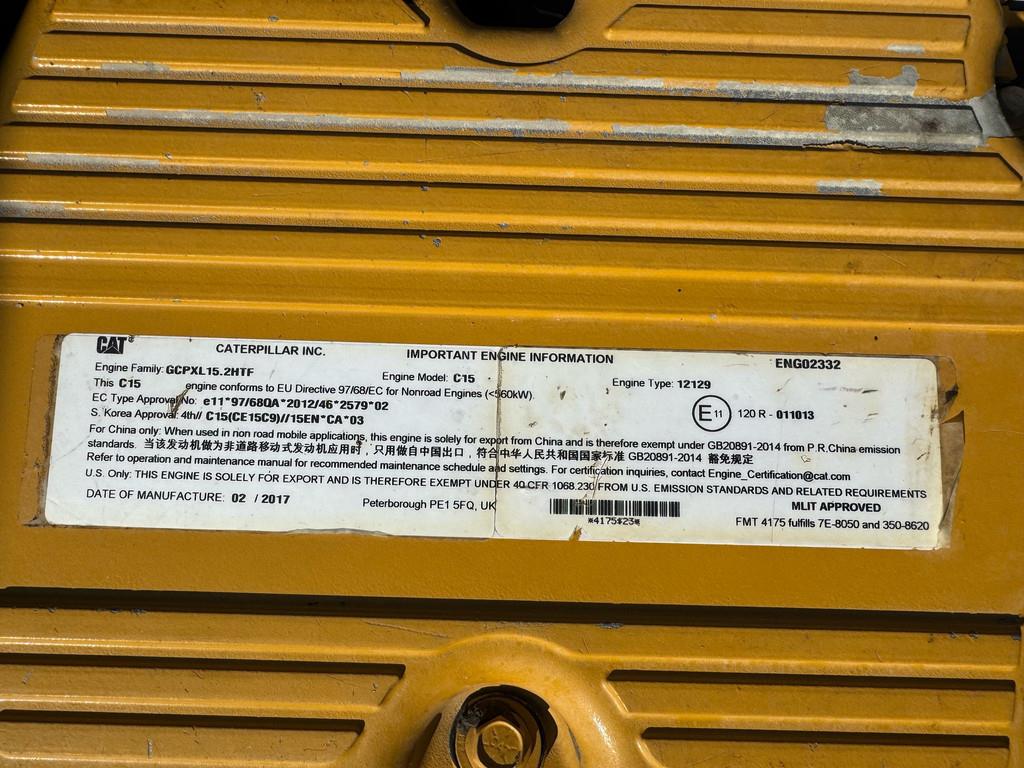 CAT® CATERPILLAR INC. IMPORTANT ENGINE INFORMATION ENG02332
Engine Family: GCPXL15.2HTF Engine Model: C15 Engine Type: 12129
This C15 engine conforms to EU Directive 97/68/EC for Nonroad Engines (<560kW).
EC Type Approval No: e11*97/68QA*2012/46*2579*02
E11 120 R - 011013
S. Korea Approval: 4th// C15(CE15C9)//15EN*CA*03
For China only: When used in non road mobile applications, this engine is solely for export from China and is therefore exempt under GB20891-2014 from P.R.China emission
standards. 当该发动机做为非道路移动式发动机应用时，只用做自中国出口，符合中华人民共和国国家标准 GB20891-2014 豁免规定
Refer to operation and maintenance manual for recommended maintenance schedule and settings. For certification inquiries, contact Engine_Certification@cat.com
U.S. Only: THIS ENGINE IS SOLELY FOR EXPORT AND IS THEREFORE EXEMPT UNDER 40 CFR 1068.230 FROM U.S. EMISSION STANDARDS AND RELATED REQUIREMENTS
DATE OF MANUFACTURE: 02 / 2017 Peterborough PE1 5FQ, UK MLIT APPROVED
*4175$23*
FMT 4175 fulfills 7E-8050 and 350-8620